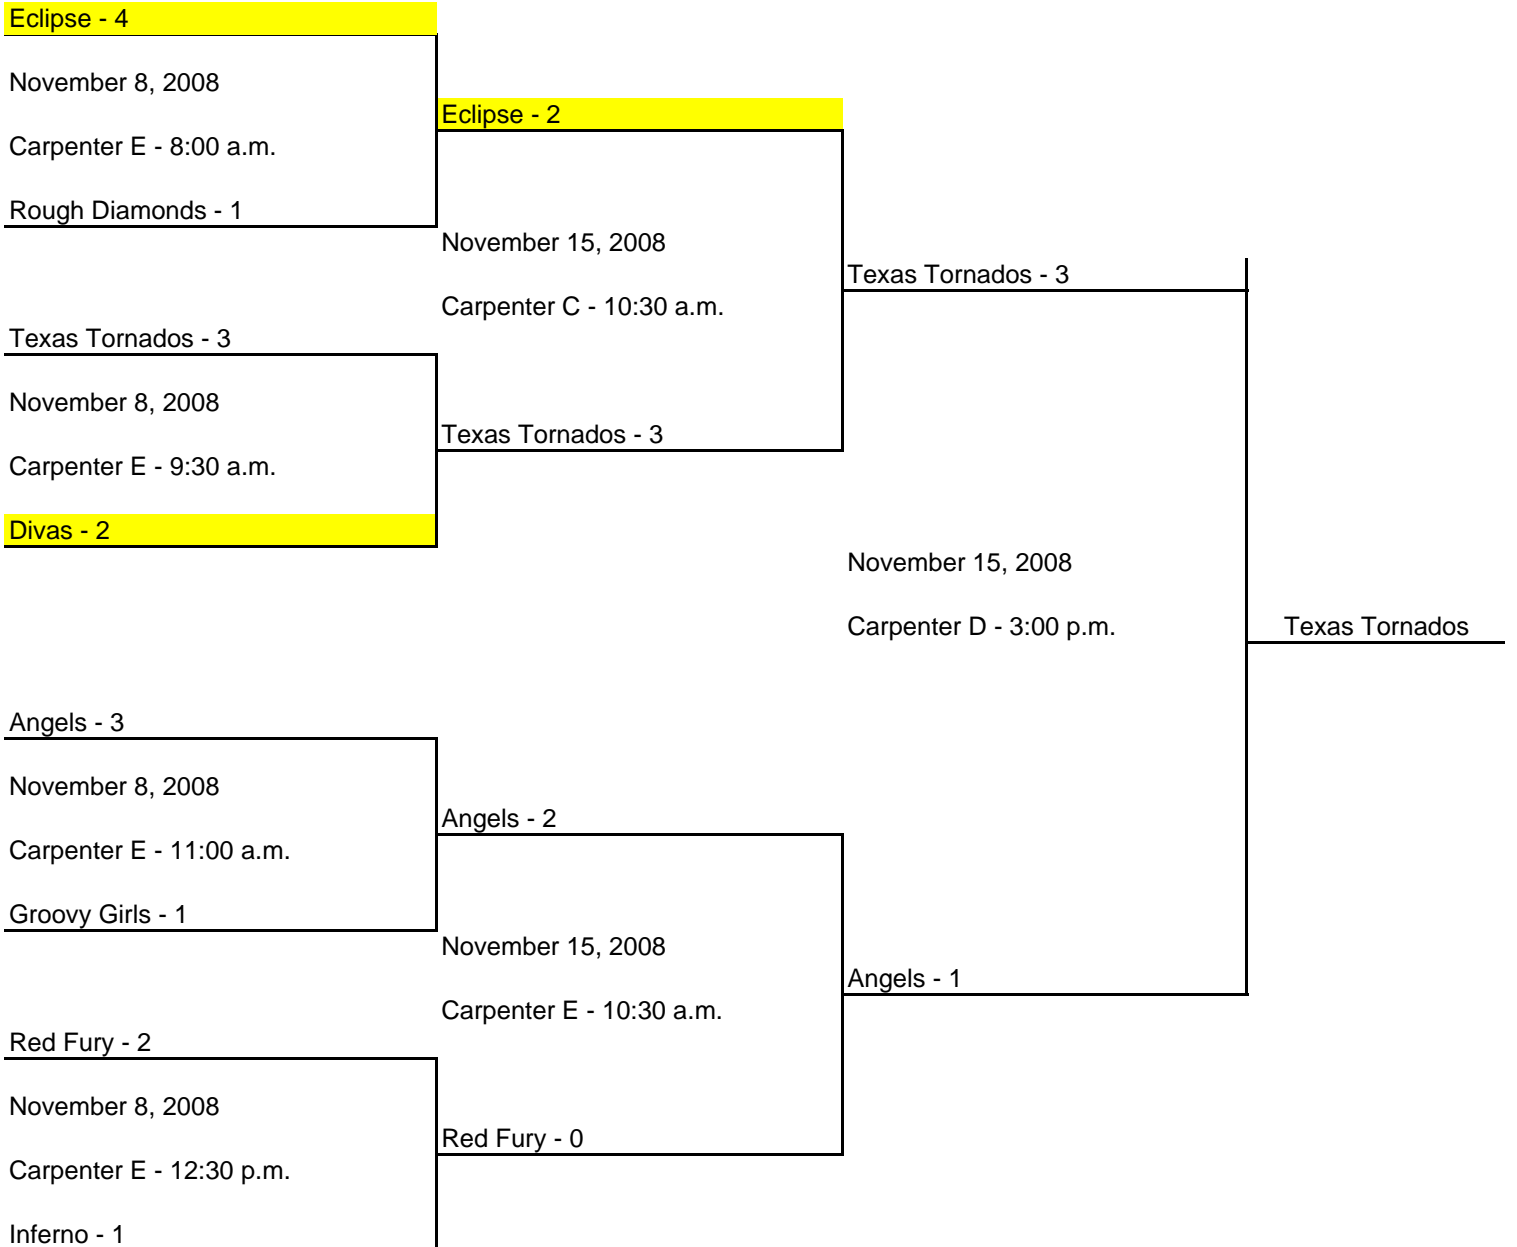 Eclipse - 4
November 8, 2008
Eclipse - 2
Carpenter E - 8:00 a.m.
Rough Diamonds - 1
November 15, 2008
Texas Tornados - 3
Carpenter C - 10:30 a.m.
Texas Tornados - 3
November 8, 2008
Texas Tornados - 3
Carpenter E - 9:30 a.m.
Divas - 2
November 15, 2008
Carpenter D - 3:00 p.m.
Texas Tornados
Angels - 3
November 8, 2008
Angels - 2
Carpenter E - 11:00 a.m.
Groovy Girls - 1
November 15, 2008
Angels - 1
Carpenter E - 10:30 a.m.
Red Fury - 2
November 8, 2008
Red Fury - 0
Carpenter E - 12:30 p.m.
Inferno - 1